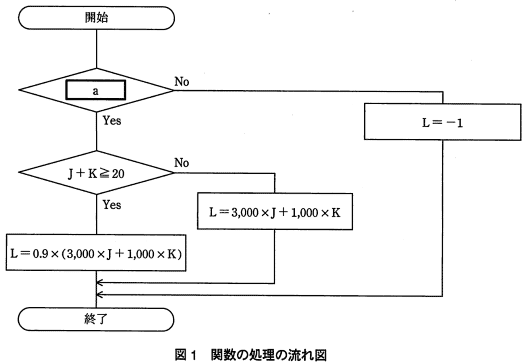 開始
a
No
Yes
L=-1
J+K≧20
No
Yes
L=3,000×J+1,000×K
L=0.9×(3,000×J+1,000×K)
終了
図1 関数の処理の流れ図